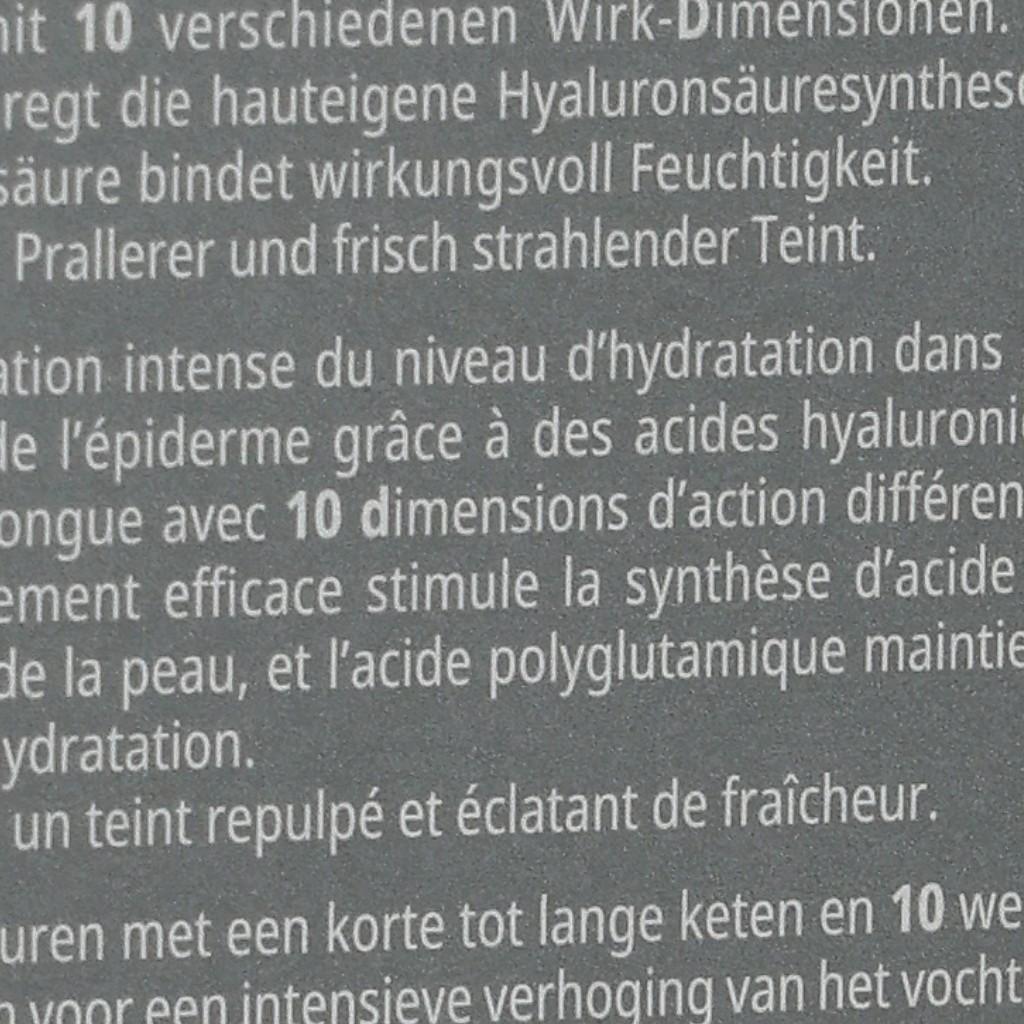 mit 10 verschiedenen Wirk-Dimensionen.
regt die hauteigene Hyaluronsäuresynthese
säure bindet wirkungsvoll Feuchtigkeit.
Prallerer und frisch strahlender Teint.
ation intense du niveau d’hydratation dans
de l’épiderme grâce à des acides hyaluroni
ongue avec 10 dimensions d’action différen
ement efficace stimule la synthèse d’acide
de la peau, et l’acide polyglutamique maintie
ydratation.
un teint repulpé et éclatant de fraîcheur.
uren met een korte tot lange keten en 10 we
n voor een intensieve verhoging van het vocht